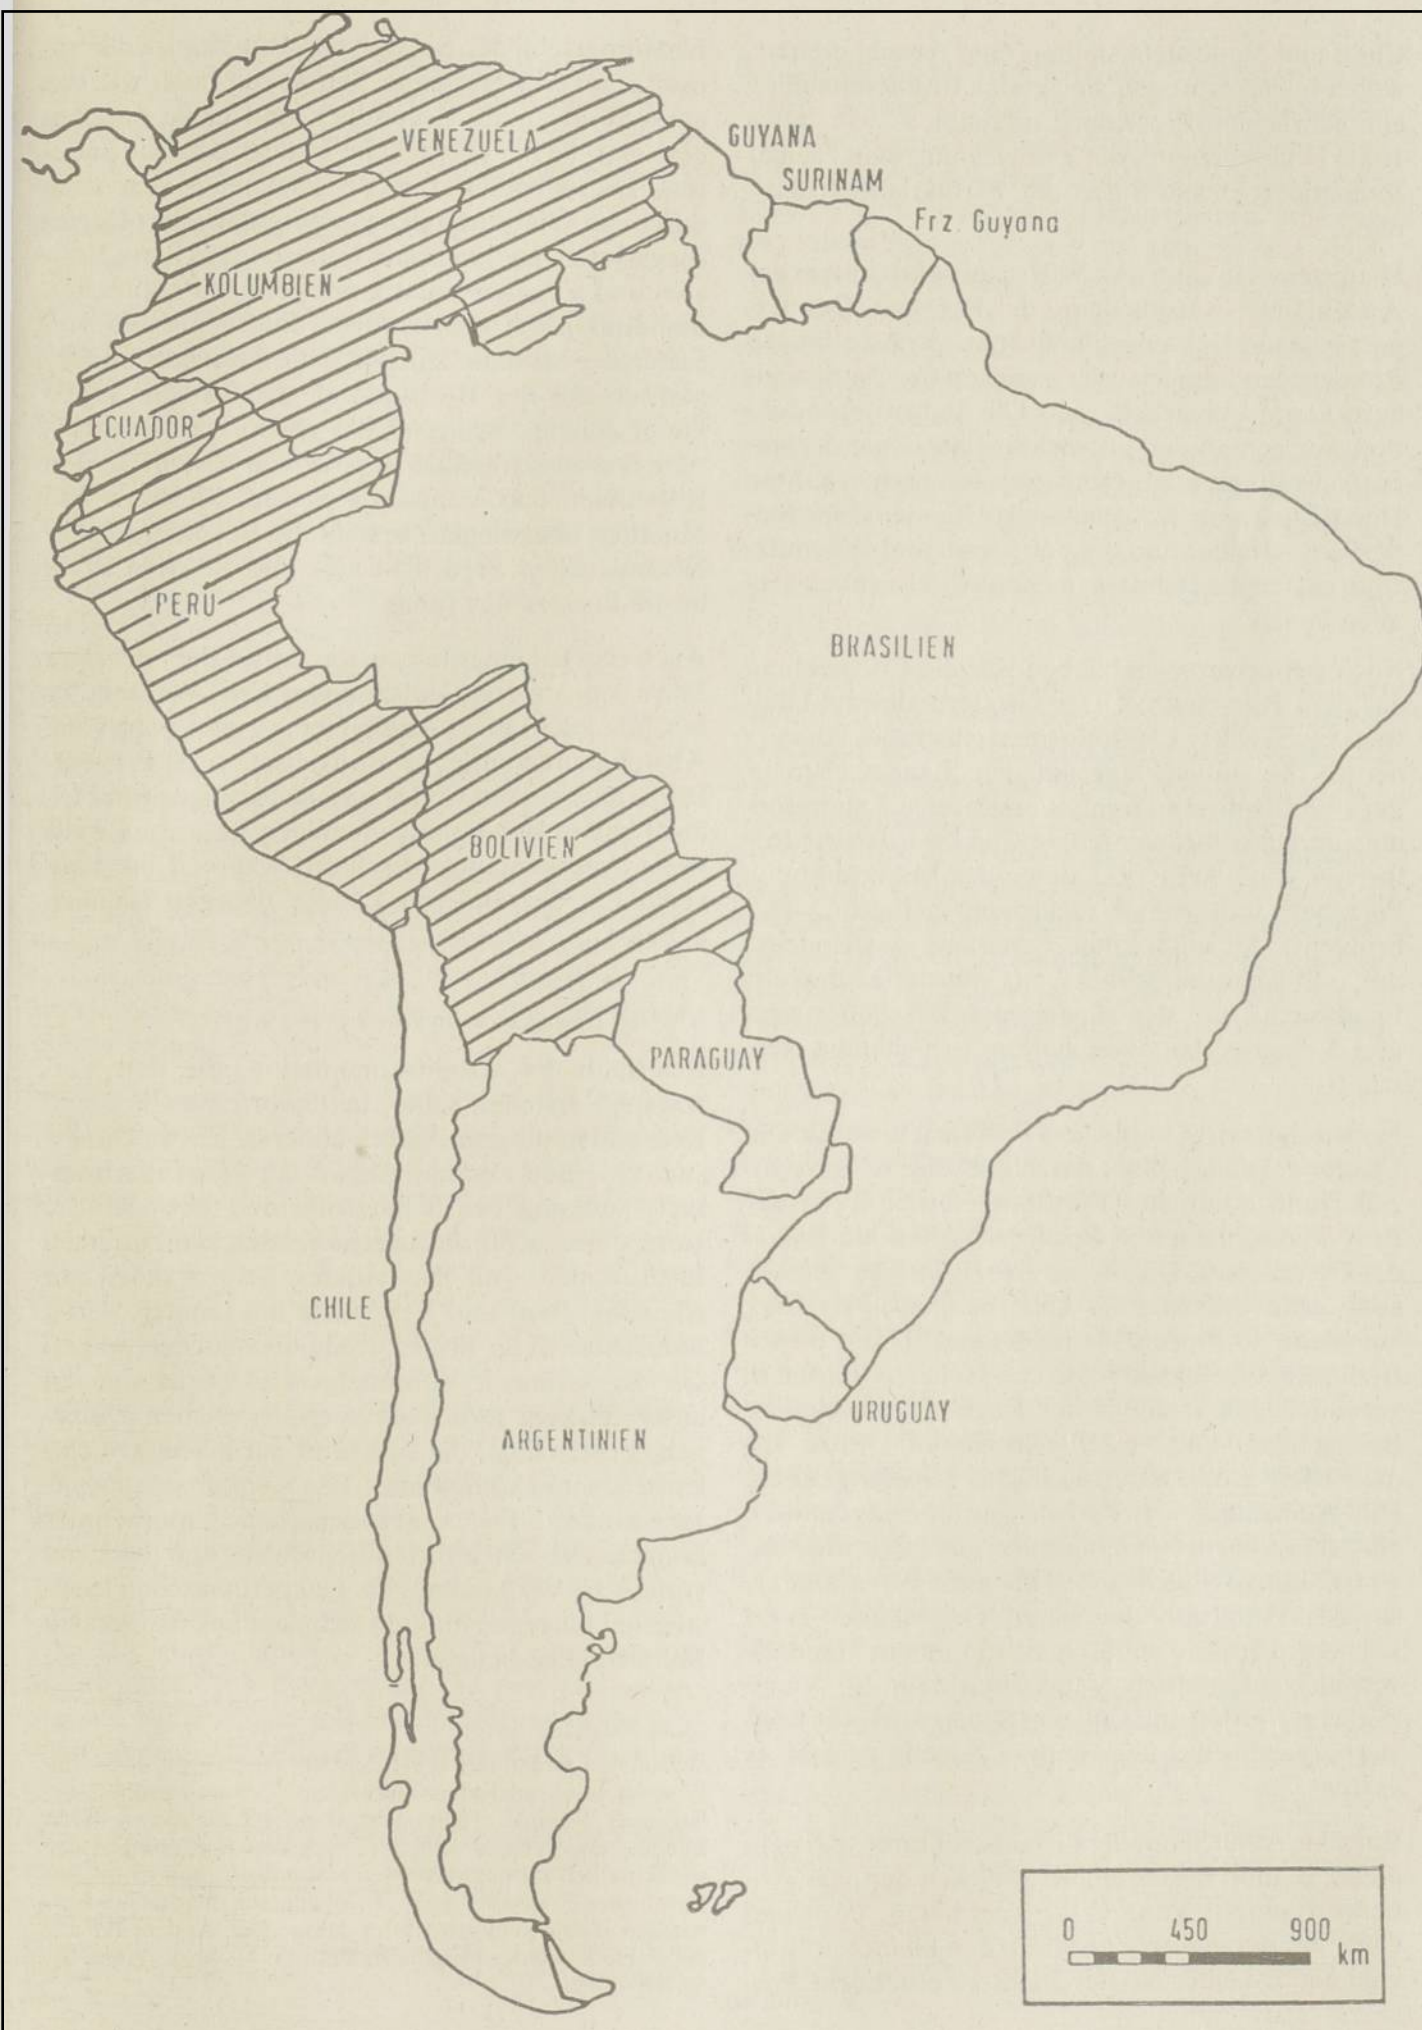 VENEZUELA
GUYANA
SURINAM
Frz. Guyana
KOLUMBIEN
ECUADOR
PERU
BRASILIEN
BOLIVIEN
PARAGUAY
CHILE
URUGUAY
ARGENTINIEN
0 450 900
km